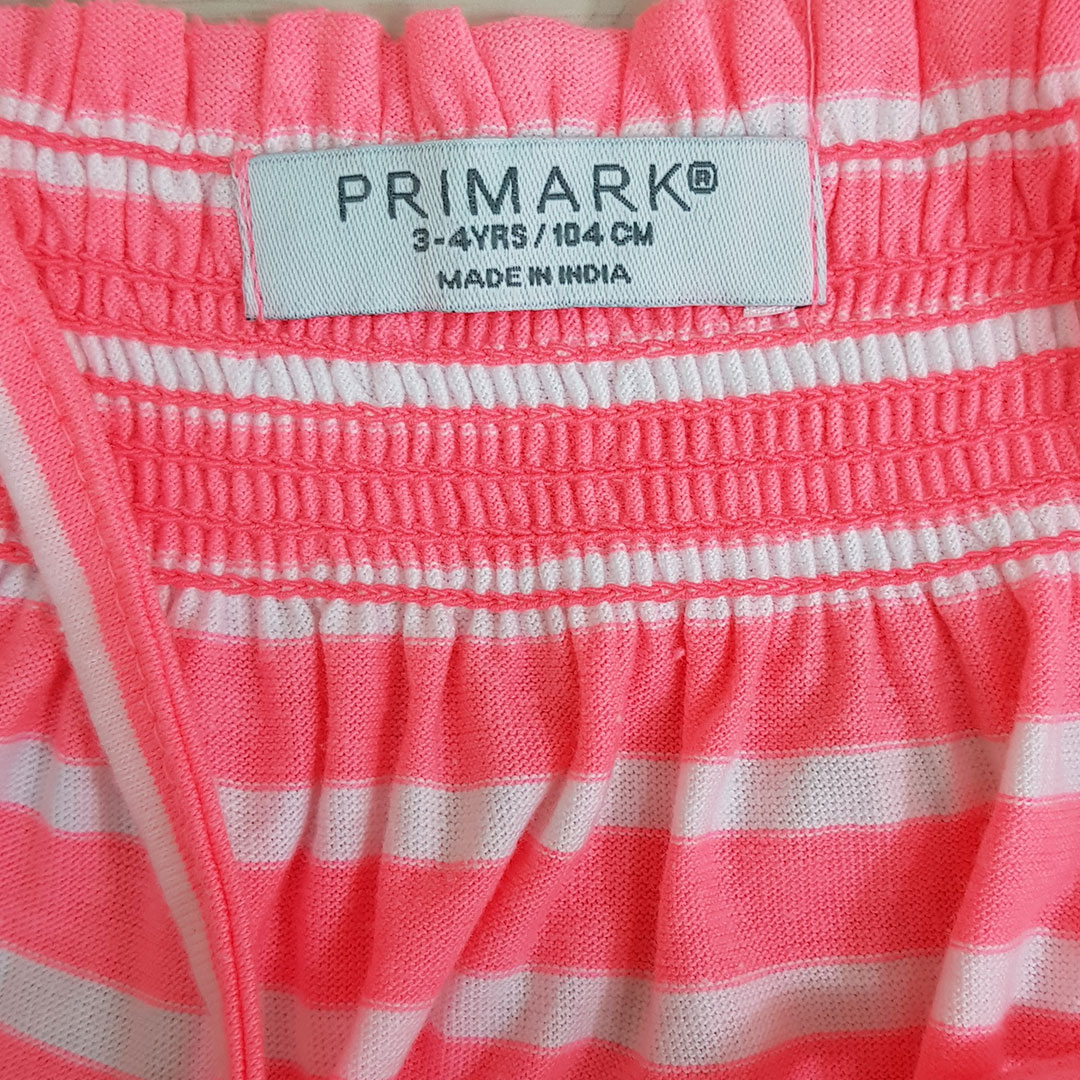 PRIMARK®
3-4YRS / 104 CM
MADE IN INDIA